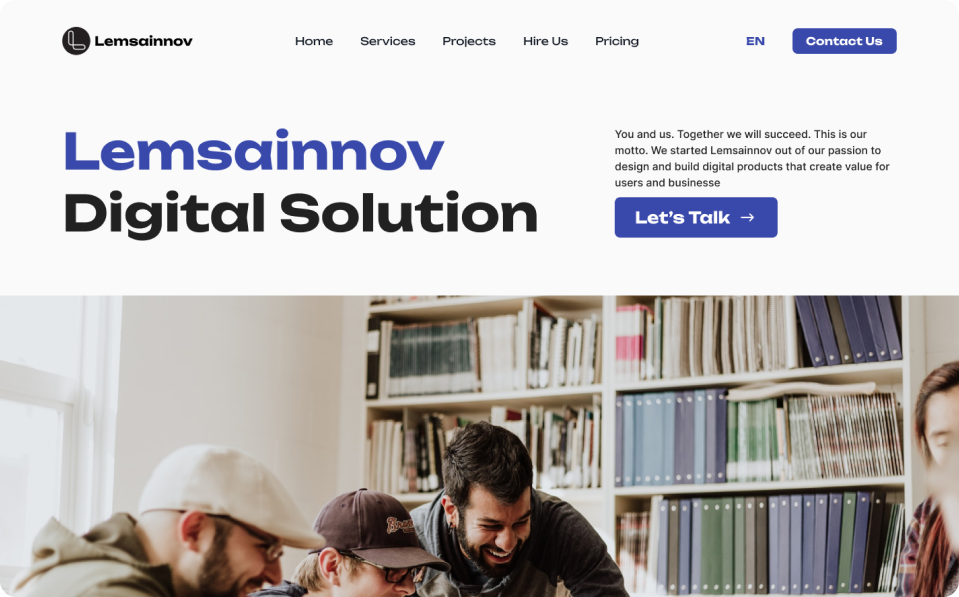 Lemsainnov
Home
Services
Projects
Hire Us
Pricing
EN
Contact Us
Lemsainnov
Digital Solution
You and us. Together we will succeed. This is our
motto. We started Lemsainnov out of our passion to
design and build digital products that create value for
users and businesse
Let's Talk →